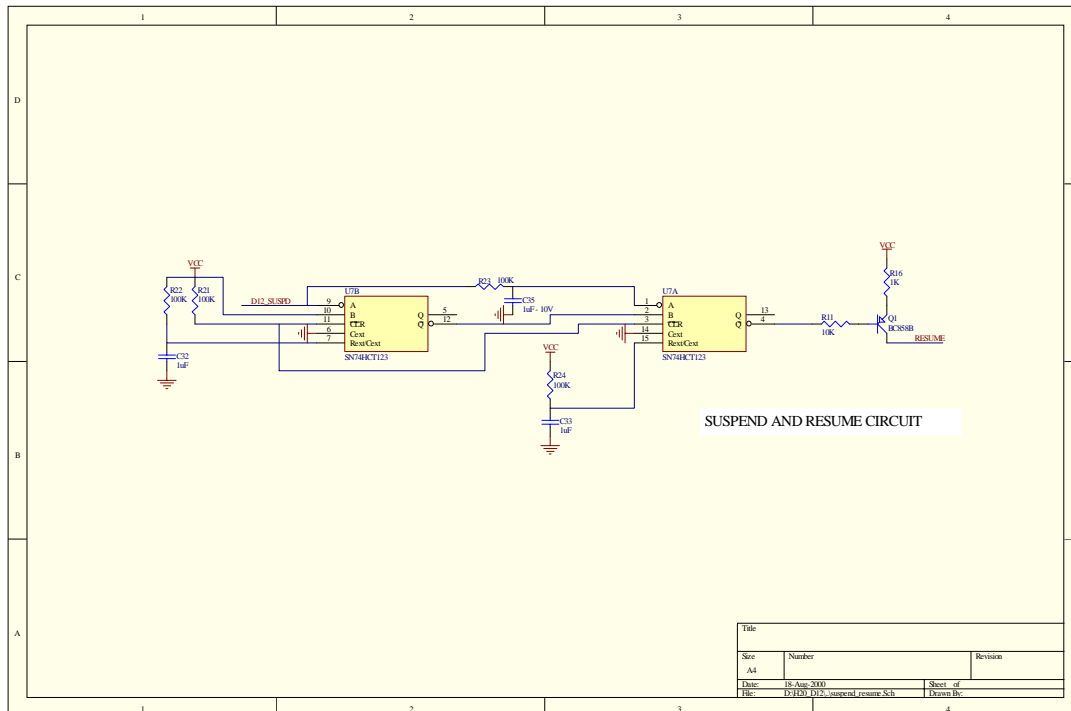 1 2 3 4
D
C
B
A
VCC
R22
100K
R21
100K
D12_SUSPD
9
10
11
6
7
U7B
A
B
CLR
Cext
Rext/Cext
Q
Q
5
12
SN74HCT123
C32
1uF
R23 100K
C35
1uF - 10V
VCC
R24
100K
C33
1uF
1
2
3
14
15
U7A
A
B
CLR
Cext
Rext/Cext
Q
Q
13
4
SN74HCT123
R11
10K
VCC
R16
1K
Q1
BC858B
RESUME
SUSPEND AND RESUME CIRCUIT
Title
Size Number Revision
A4
Date: 18-Aug-2000 Sheet of
File: D:\H20_D12\..\suspend_resume.Sch Drawn By:
1 2 3 4